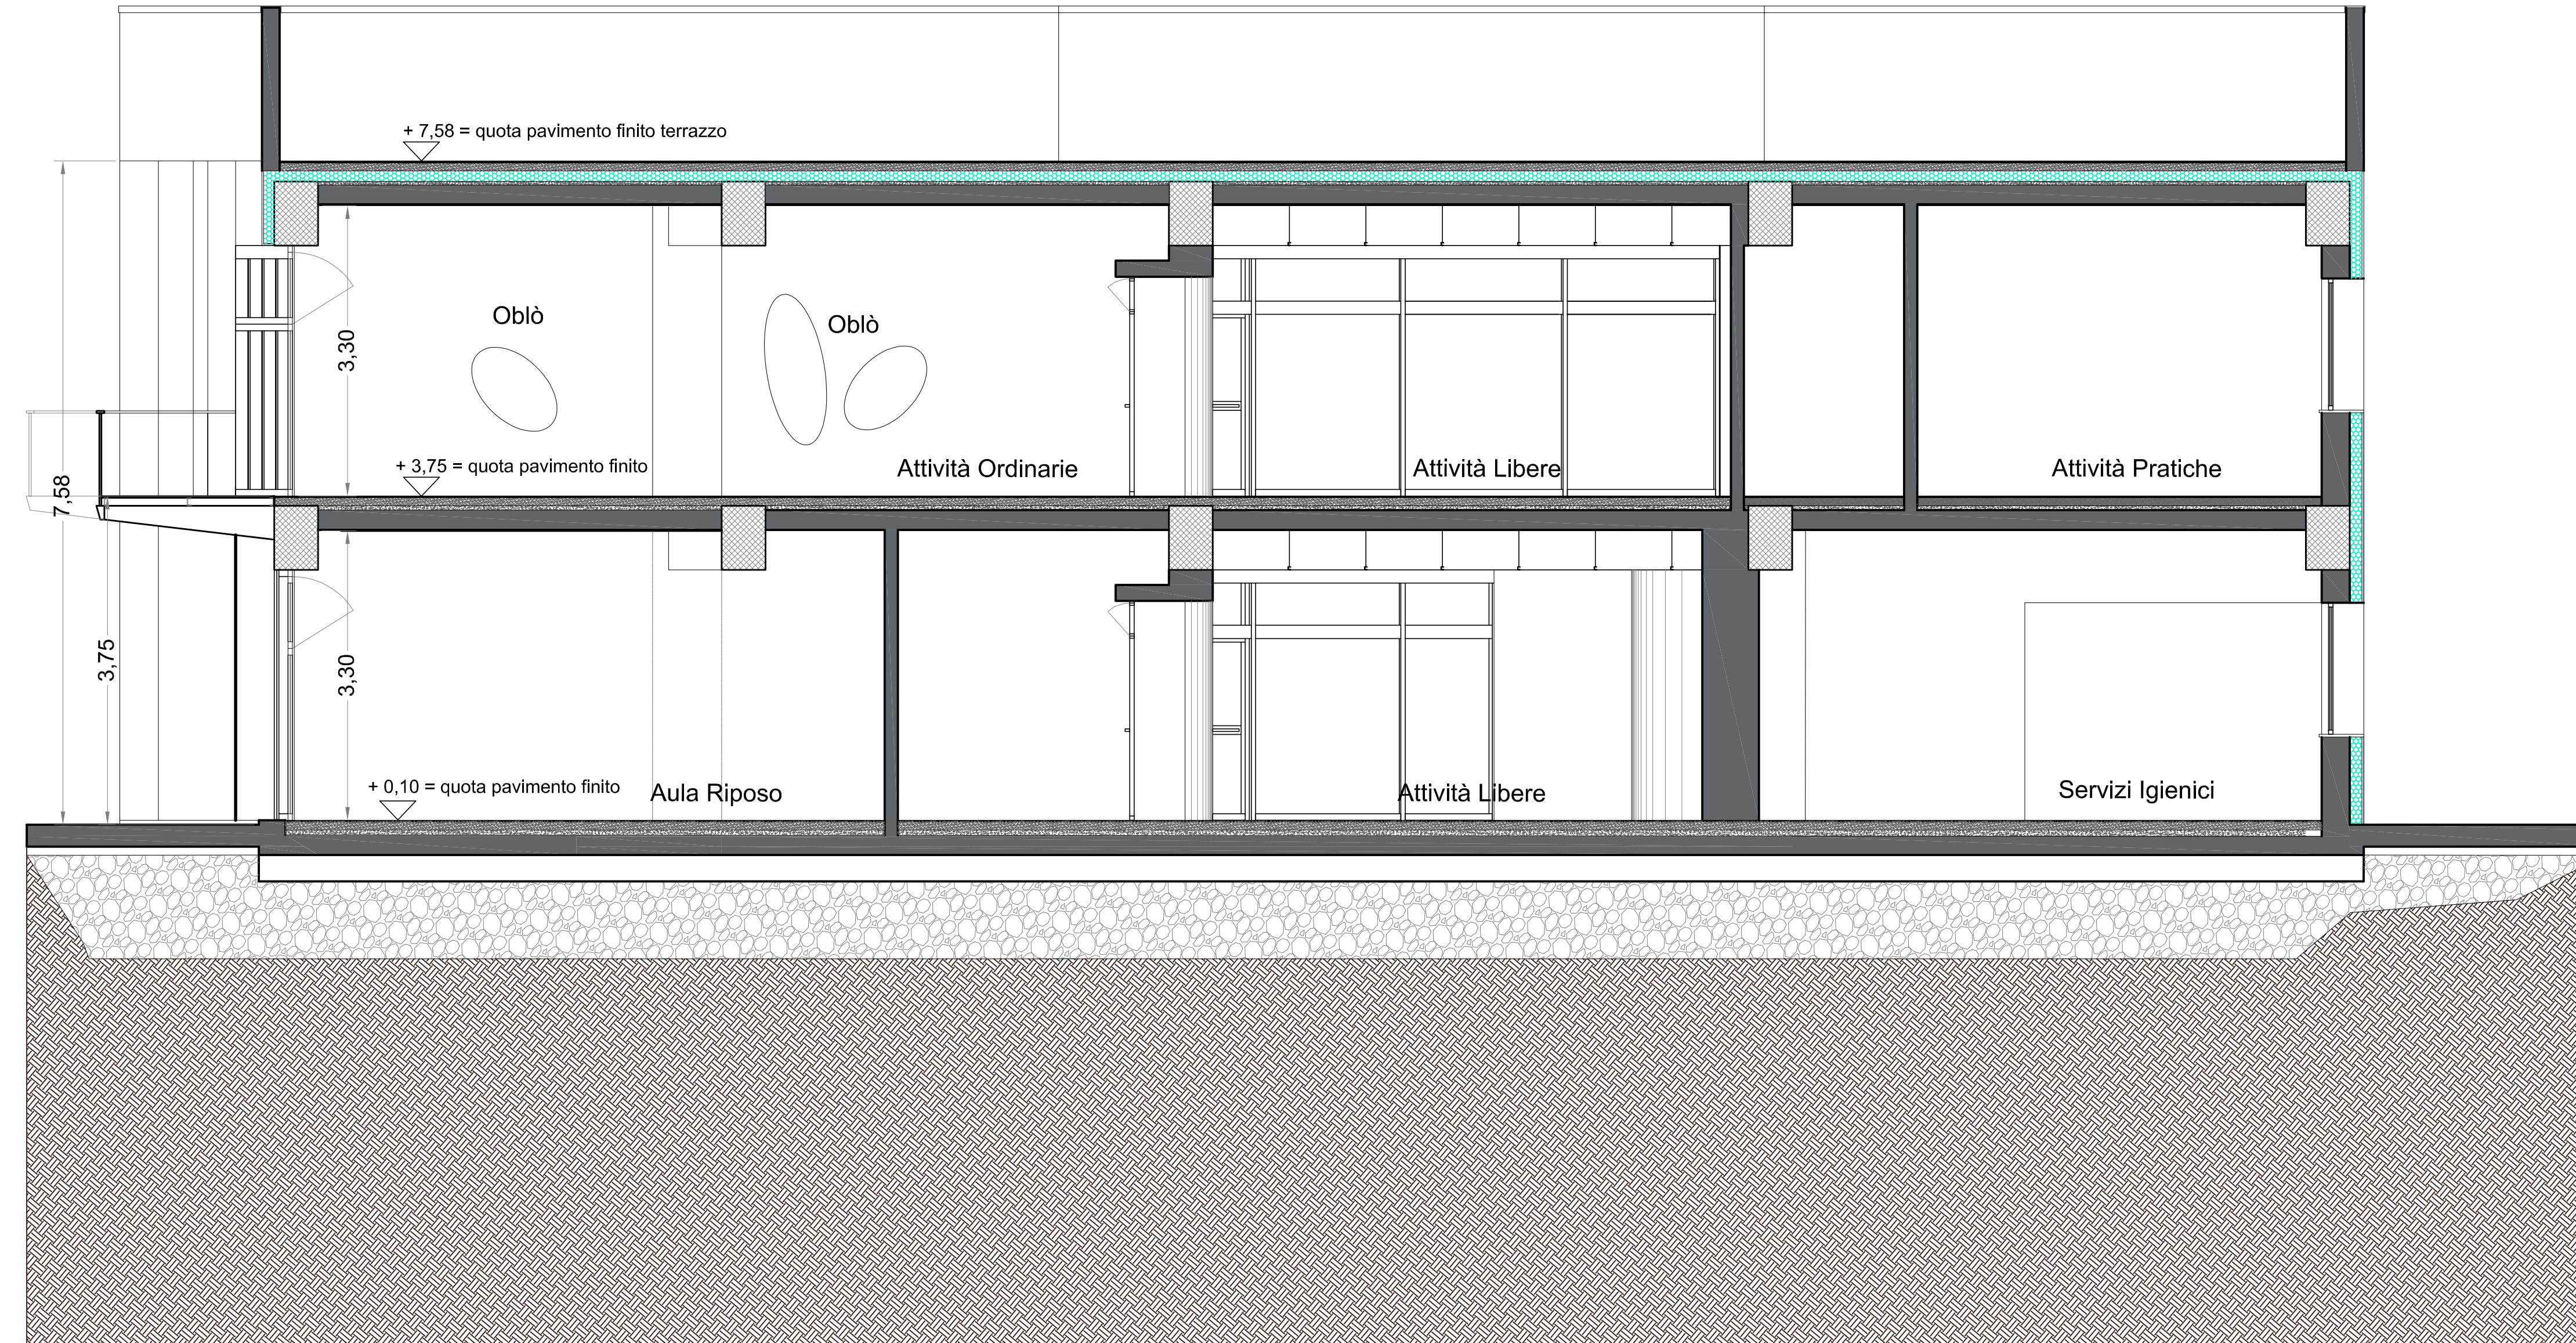 + 7,58 = quota pavimento finito terrazzo
Oblò
Oblò
3,30
+ 3,75 = quota pavimento finito
Attività Ordinarie
Attività Libere
Attività Pratiche
7,58
3,75
3,30
+ 0,10 = quota pavimento finito
Aula Riposo
Attività Libere
Servizi Igienici